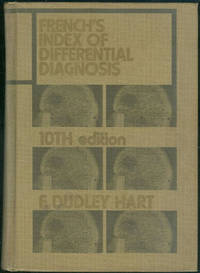 FRENCH'S
INDEX OF
DIFFERENTIAL
DIAGNOSIS
10TH edition
F. DUDLEY HART